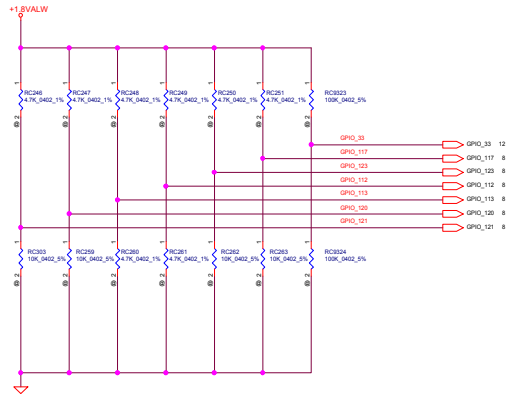 +1.8VALW
1 1 1 1 1 1 1
RC246 RC247 RC248 RC249 RC250 RC251 RC9323
4.7K_0402_1% 4.7K_0402_1% 4.7K_0402_1% 4.7K_0402_1% 4.7K_0402_1% 4.7K_0402_1% 100K_0402_5%
@ 2 @ 2 @ 2 @ 2 @ 2 @ 2 @ 2
GPIO_33 GPIO_33 12
GPIO_117 GPIO_117 8
GPIO_123 GPIO_123 8
GPIO_112 GPIO_112 8
GPIO_113 GPIO_113 8
GPIO_120 GPIO_120 8
GPIO_121 GPIO_121 8
1 1 1 1 1 1 1
RC303 RC259 RC260 RC261 RC262 RC263 RC9324
10K_0402_5% 10K_0402_5% 4.7K_0402_1% 4.7K_0402_1% 10K_0402_5% 10K_0402_5% 100K_0402_5%
@ 2 @ 2 @ 2 @ 2 @ 2 @ 2 @ 2